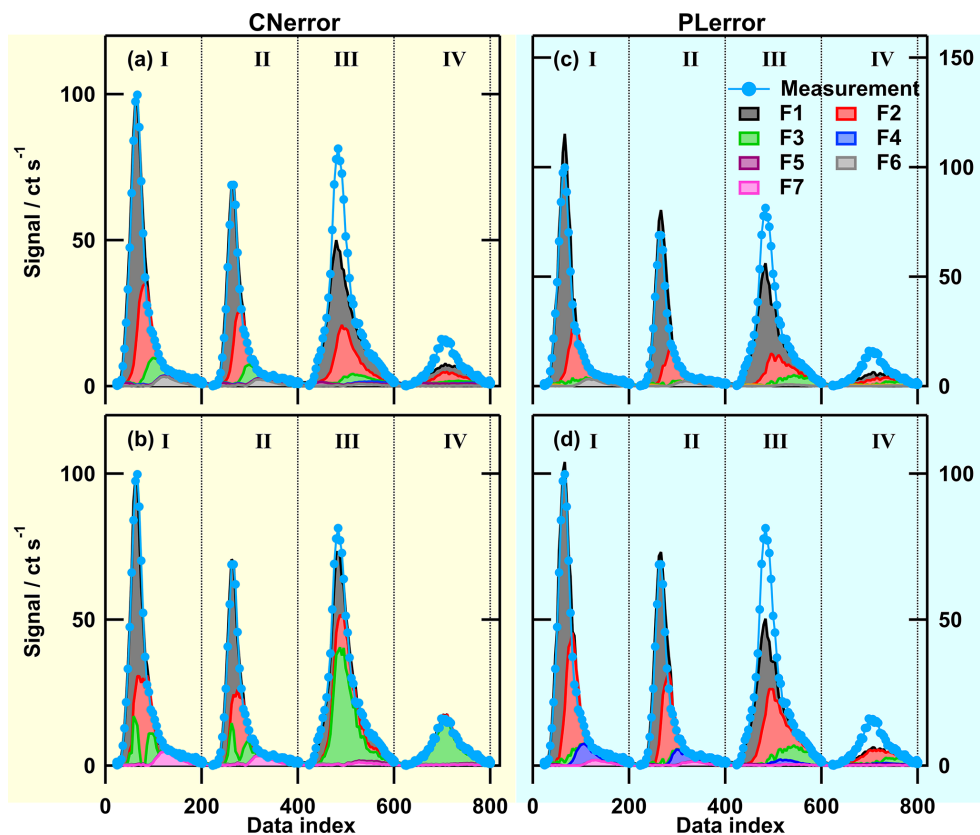 CNerror
PLerror
(a) I II III IV
(c) I II III IV
Measurement
F1 F2
F3 F4
F5 F6
F7
Signal / ct s⁻¹
100
50
0
150
100
50
0
(b) I II III IV
(d) I II III IV
Signal / ct s⁻¹
100
50
0
100
50
0
0 200 400 600 800
0 200 400 600 800
Data index
Data index